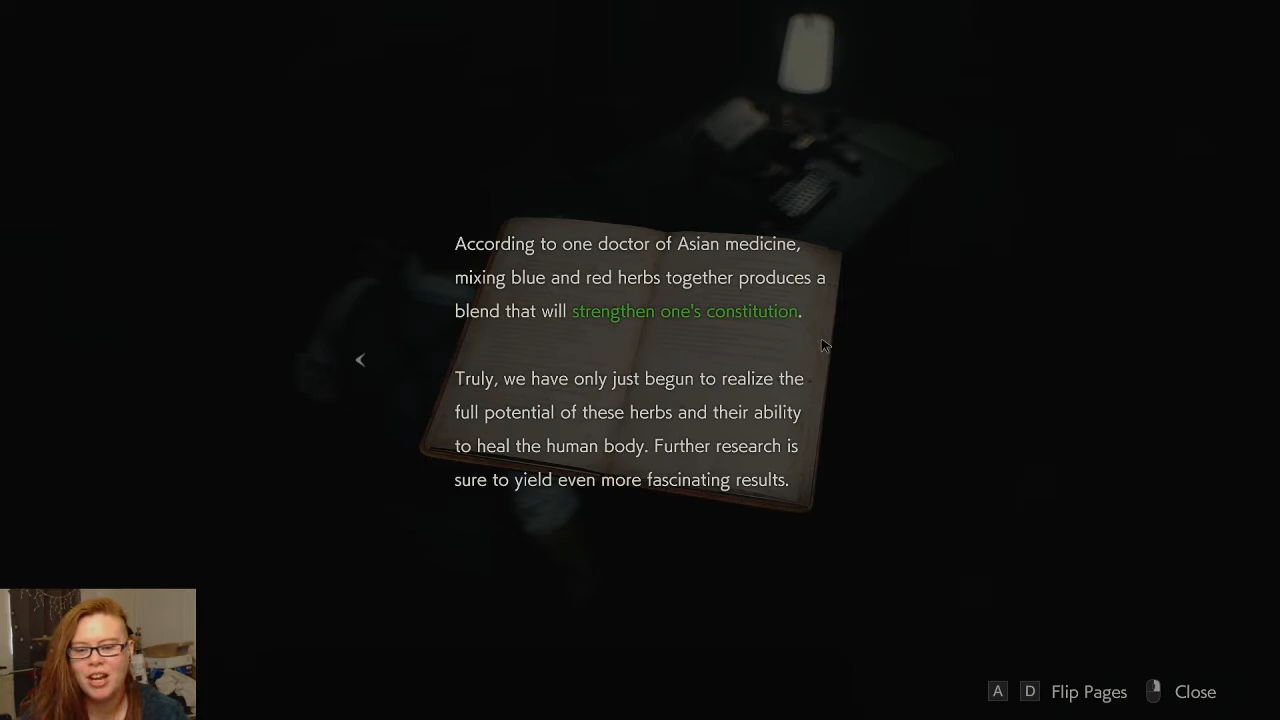 According to one doctor of Asian medicine,
mixing blue and red herbs together produces a
blend that will strengthen one's constitution.
Truly, we have only just begun to realize the
full potential of these herbs and their ability
to heal the human body. Further research is
sure to yield even more fascinating results.
A D Flip Pages Close